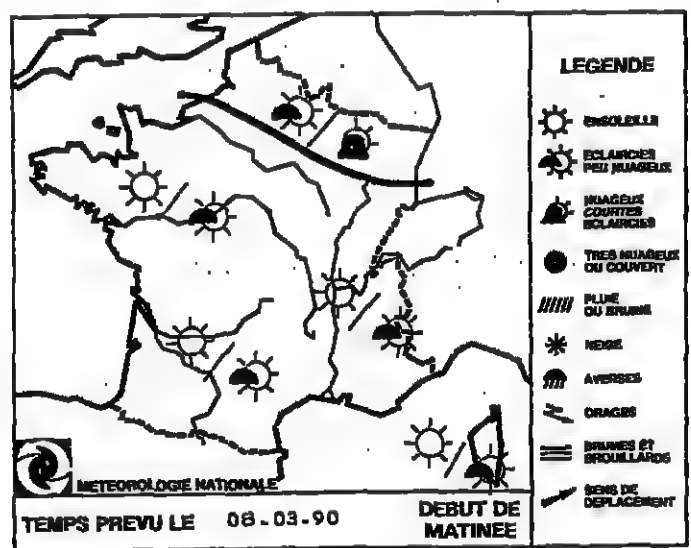 LEGENDE
ENSOLEILLE
ECLAIRCIES
PEU NUAGEUX
NUAGEUX
COURTES
ECLAIRCIES
TRES NUAGEUX
OU COUVERT
PLUIE
OU BRUINE
NEIGE
AVERSES
ORAGES
BRUMES ET
BROUILLARDS
SENS DE
DEPLACEMENT
METEOROLOGIE NATIONALE
TEMPS PREVU LE 08-03-90
DEBUT DE
MATINEE